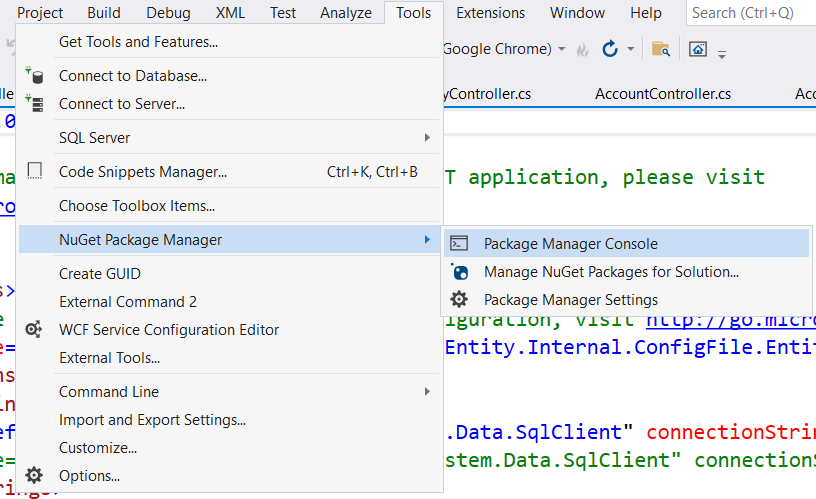 Project Build Debug XML Test Analyze Tools Extensions Window Help Search (Ctrl+Q)
Get Tools and Features...
Google Chrome)
Connect to Database...
yController.cs AccountController.cs
Connect to Server...
SQL Server
Code Snippets Manager... Ctrl+K, Ctrl+B
T application, please visit
Choose Toolbox Items...
NuGet Package Manager
Package Manager Console
Create GUID
Manage NuGet Packages for Solution...
External Command 2
Package Manager Settings
iguration, visit http://go.micro
WCF Service Configuration Editor
Entity.Internal.ConfigFile.Entit
External Tools...
Command Line
Import and Export Settings...
.Data.SqlClient" connectionStrin
Customize...
stem.Data.SqlClient" connectionS
Options...